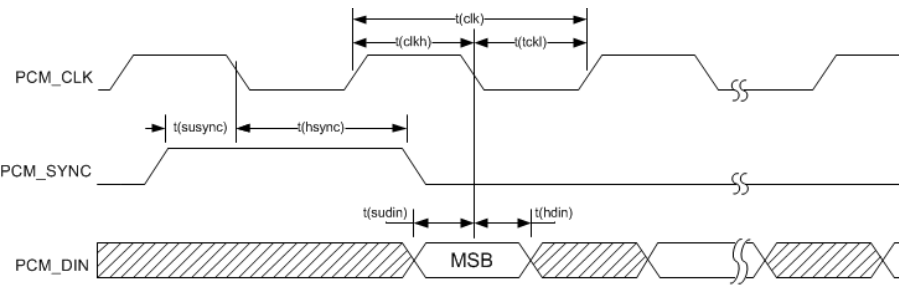 t(clk)
t(clkh) t(tckl)
PCM_CLK
t(susync) t(hsync)
PCM_SYNC
t(sudin) t(hdin)
PCM_DIN MSB